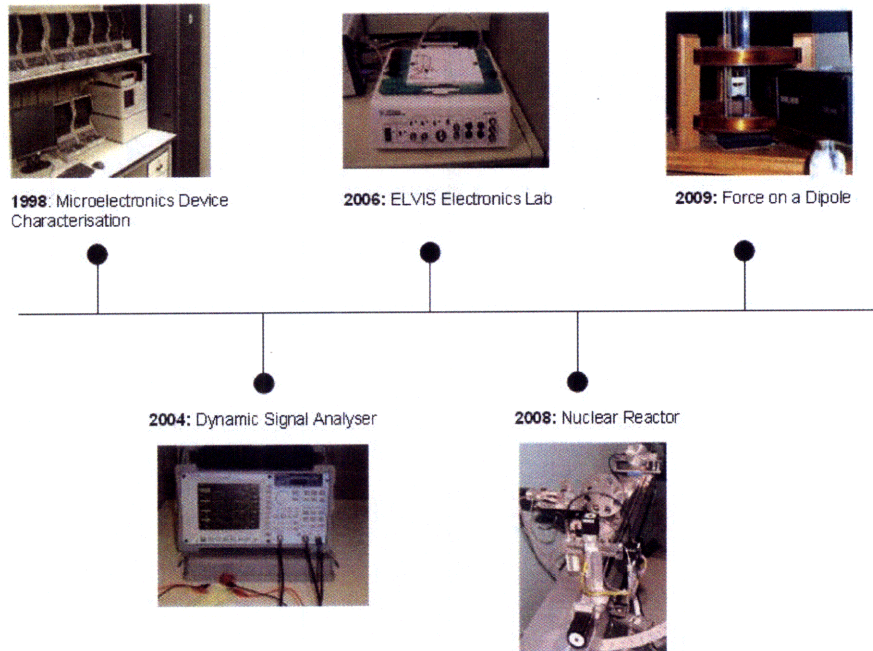 1998: Microelectronics Device
Characterisation
2006: ELVIS Electronics Lab
2009: Force on a Dipole
2004: Dynamic Signal Analyser
2008: Nuclear Reactor